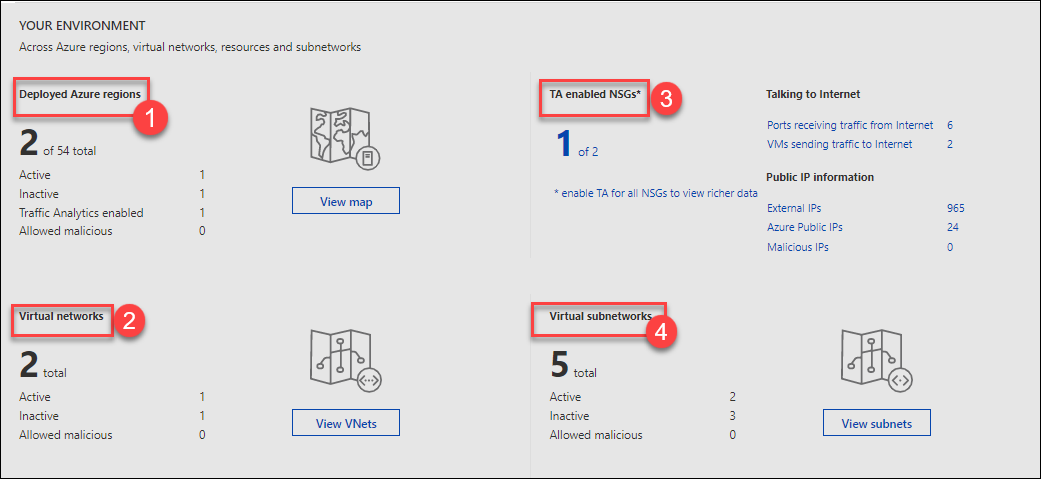 YOUR ENVIRONMENT
Across Azure regions, virtual networks, resources and subnetworks
Deployed Azure regions
1
2 of 54 total
Active 1
Inactive 1
Traffic Analytics enabled 1
Allowed malicious 0
View map
TA enabled NSGs*
3
1 of 2
* enable TA for all NSGs to view richer data
Talking to Internet
Ports receiving traffic from Internet 6
VMs sending traffic to Internet 2
Public IP information
External IPs 965
Azure Public IPs 24
Malicious IPs 0
Virtual networks
2
2 total
Active 1
Inactive 1
Allowed malicious 0
View VNets
Virtual subnetworks
4
5 total
Active 2
Inactive 3
Allowed malicious 0
View subnets